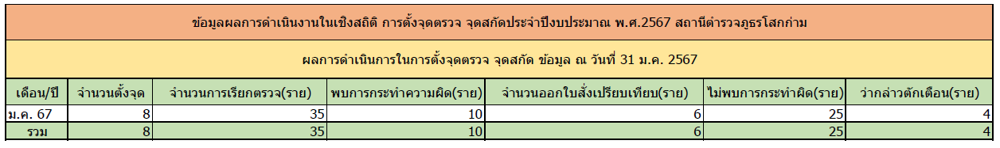 ข้อมูลผลการดำเนินงานในเชิงสถิติ การตั้งจุดตรวจ จุดสกัดประจำปีงบประมาณ พ.ศ.2567 สถานีตำรวจภูธรโสกก่าม
ผลการดำเนินการในการตั้งจุดตรวจ จุดสกัด ข้อมูล ณ วันที่ 31 ม.ค. 2567
เดือน/ปี จำนวนตั้งจุด จำนวนการเรียกตรวจ(ราย) พบการกระทำความผิด(ราย) จำนวนออกใบสั่งเปรียบเทียบ(ราย) ไม่พบการกระทำผิด(ราย) ว่ากล่าวตักเตือน(ราย)
ม.ค. 67 8 35 10 6 25 4
รวม 8 35 10 6 25 4